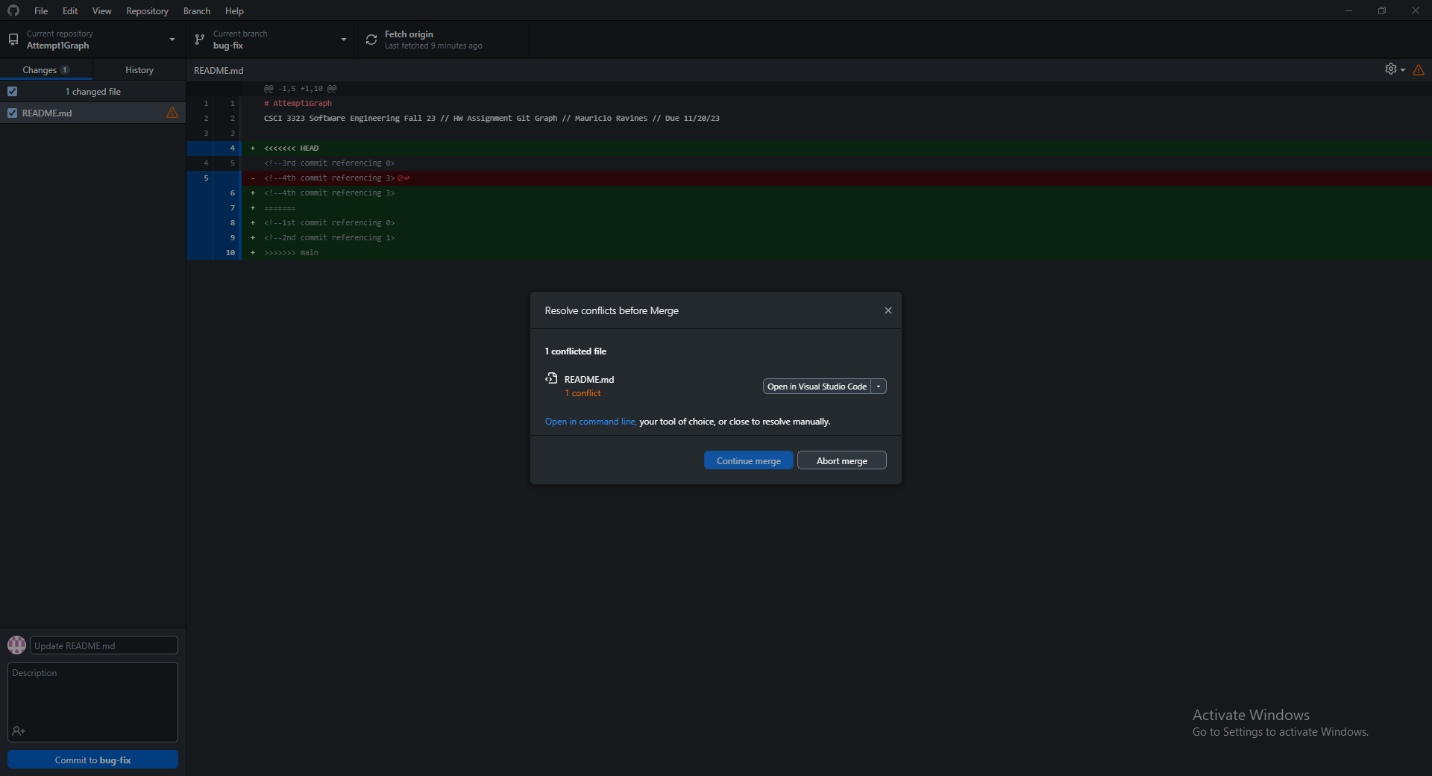 File Edit View Repository Branch Help
Current repository
Attempt1Graph
Current branch
bug-fix
Fetch origin
Last fetched 9 minutes ago
Changes 1 History
1 changed file
README.md
README.md
@@ -1,5 +1,10 @@
1 1 # Attempt1Graph
2 2 CSCI 3323 Software Engineering Fall 23 // HW Assignment Git Graph // Mauricio Ravines // Due 11/20/23
3 3
4 + <<<<<<< HEAD
4 5 <!--3rd commit referencing 0>
5 - <!--4th commit referencing 3>
6 + <!--4th commit referencing 3>
7 + =======
8 + <!--1st commit referencing 0>
9 + <!--2nd commit referencing 1>
10 + >>>>>>> main
Resolve conflicts before Merge
1 conflicted file
README.md
1 conflict
Open in Visual Studio Code
Open in command line, your tool of choice, or close to resolve manually.
Continue merge Abort merge
Update README.md
Description
Commit to bug-fix
Activate Windows
Go to Settings to activate Windows.